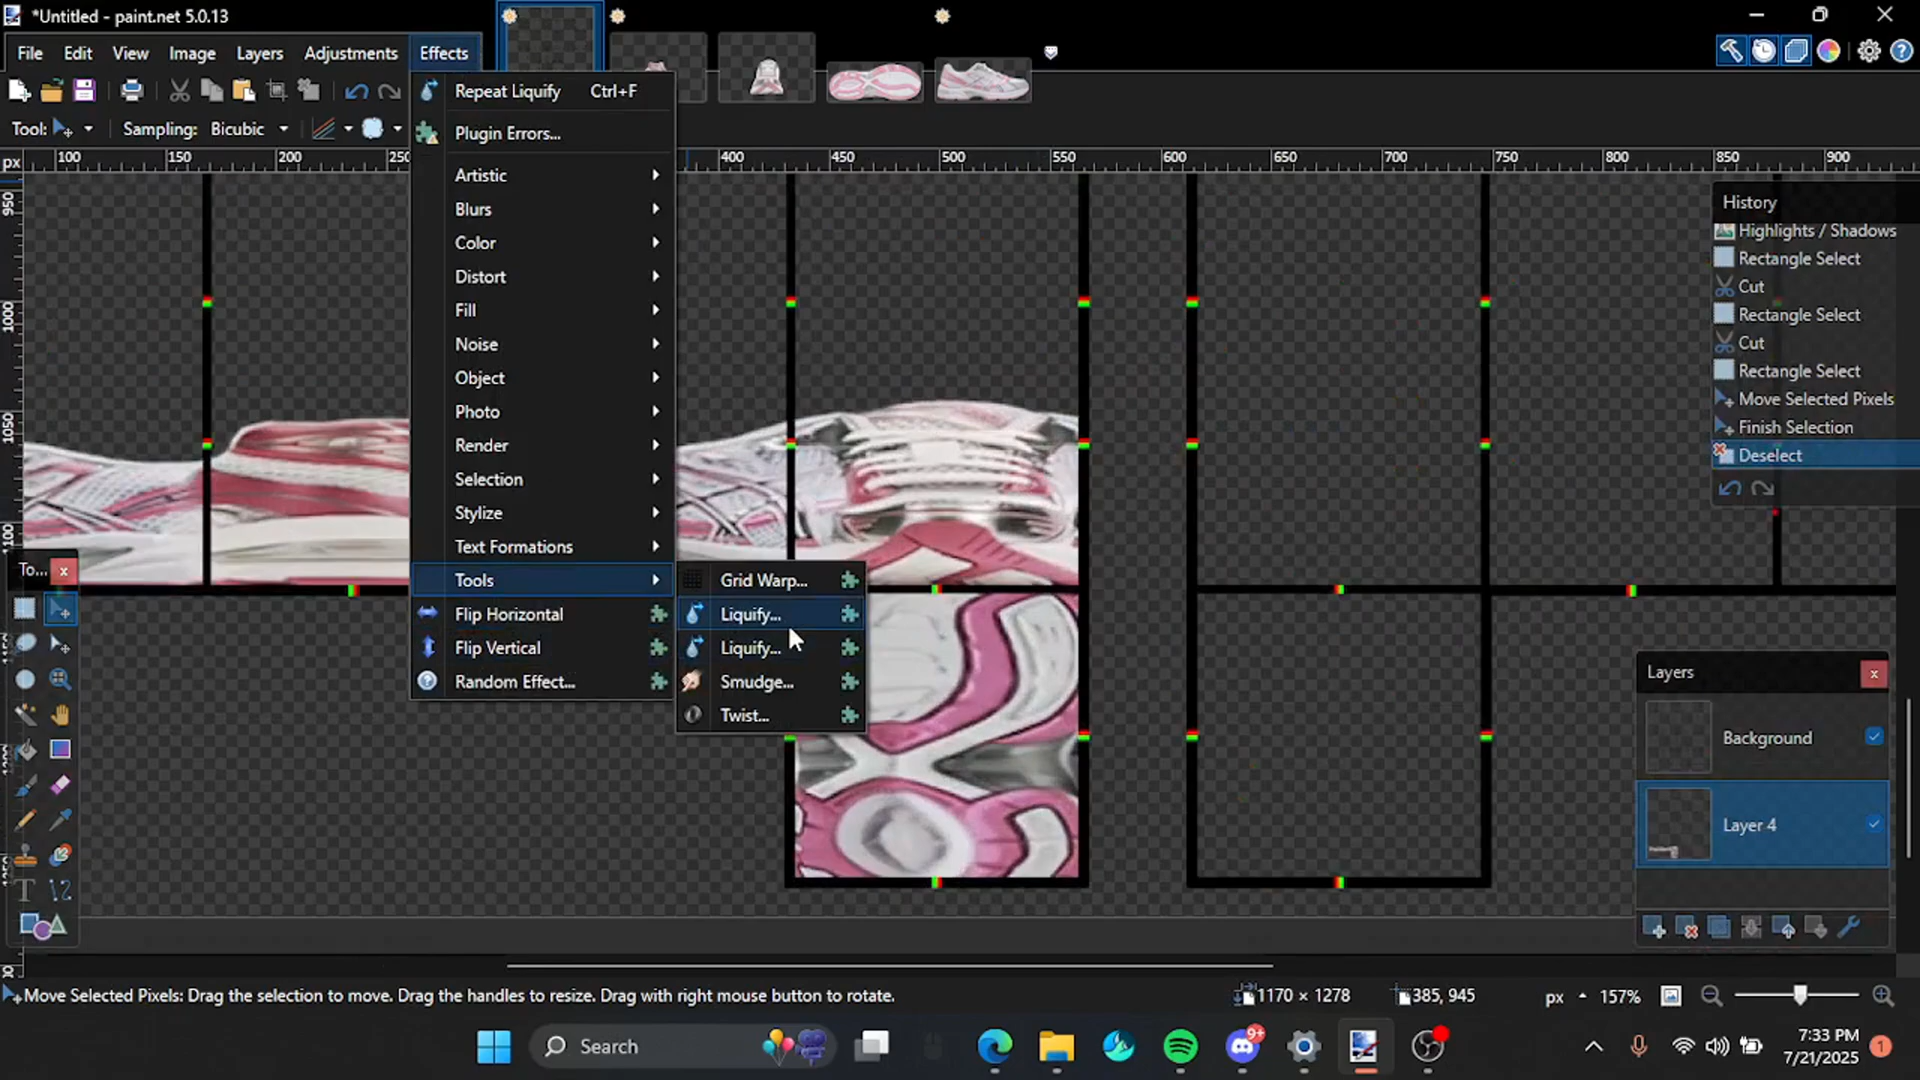 *Untitled - paint.net 5.0.13
File Edit View Image Layers Adjustments Effects
Tool: Sampling: Bicubic
px 100 150 200 250 400 450 500 550 600 650 700 750 800 850 900
950
1000
1050
1100
Repeat Liquify Ctrl+F
Plugin Errors...
Artistic
Blurs
Color
Distort
Fill
Noise
Object
Photo
Render
Selection
Stylize
Text Formations
Tools
Flip Horizontal
Flip Vertical
Random Effect...
Grid Warp...
Liquify...
Liquify...
Smudge...
Twist...
History
Highlights / Shadows
Rectangle Select
Cut
Rectangle Select
Cut
Rectangle Select
Move Selected Pixels
Finish Selection
Deselect
To... x
Layers x
Background
Layer 4
Move Selected Pixels: Drag the selection to move. Drag the handles to resize. Drag with right mouse button to rotate.
1170 × 1278 385, 945 px 157%
Search
9+
7:33 PM
7/21/2025
1